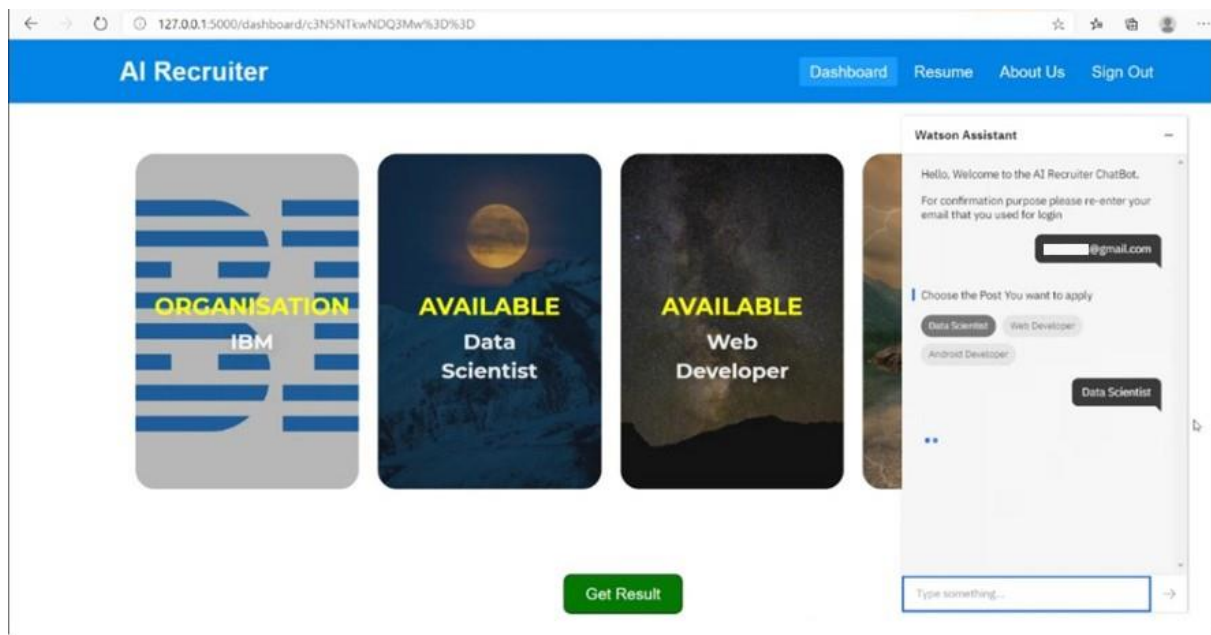 127.0.0.1:5000/dashboard/c3N5NTkwNDQ3Mw%3D%3D
AI Recruiter
Dashboard
Resume
About Us
Sign Out
ORGANISATION
IBM
AVAILABLE
Data
Scientist
AVAILABLE
Web
Developer
Get Result
Watson Assistant
Hello, Welcome to the AI Recruiter ChatBot.
For confirmation purpose please re-enter your
email that you used for login
@gmail.com
Choose the Post You want to apply
Data Scientist
Web Developer
Android Developer
Data Scientist
Type something...